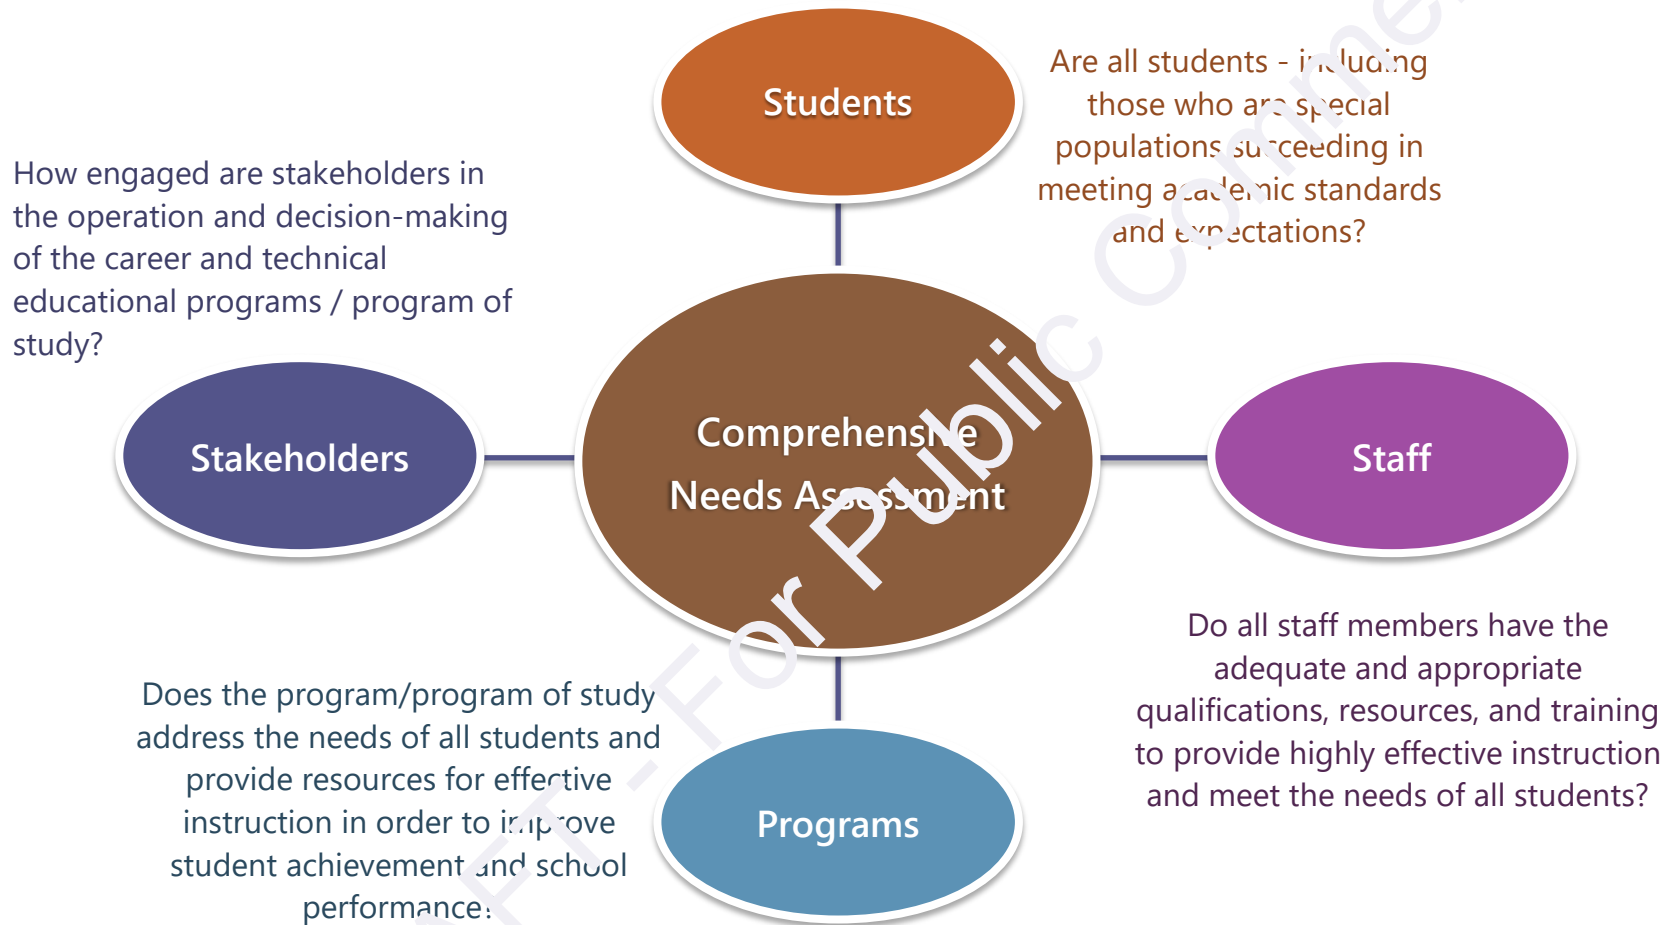 Students
Are all students - including
those who are special
populations succeeding in
meeting academic standards
and expectations?
How engaged are stakeholders in
the operation and decision-making
of the career and technical
educational programs / program of
study?
Comprehensive
Needs Assessment
Stakeholders
Staff
Do all staff members have the
adequate and appropriate
qualifications, resources, and training
to provide highly effective instruction
and meet the needs of all students?
Does the program/program of study
address the needs of all students and
provide resources for effective
instruction in order to improve
student achievement and school
performance?
Programs
- For Public